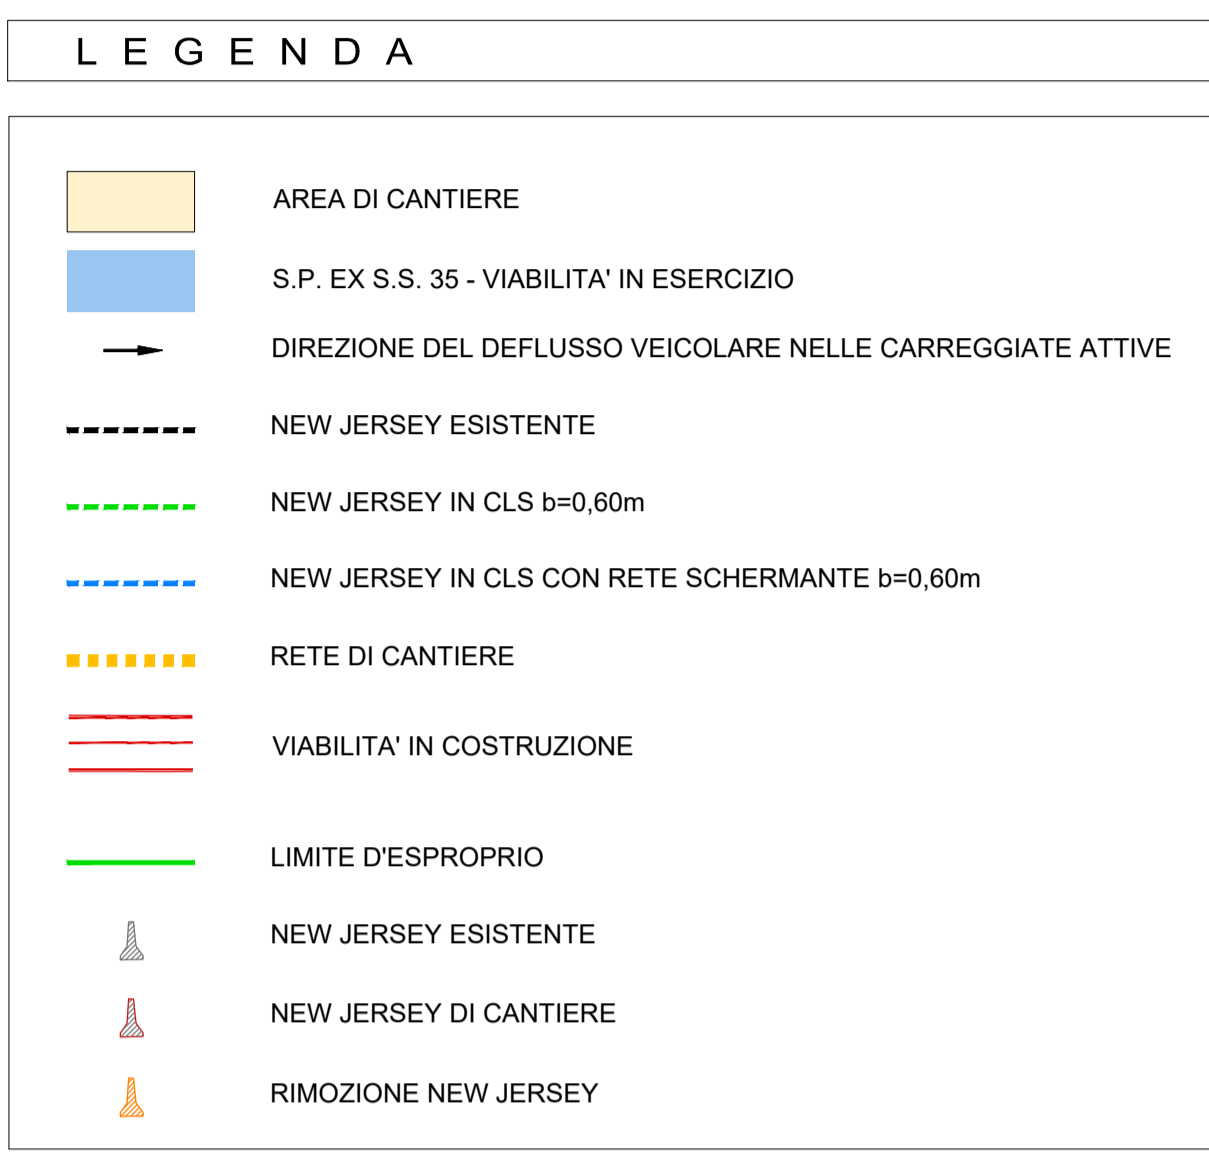 LEGENDA
AREA DI CANTIERE
S.P. EX S.S. 35 - VIABILITA' IN ESERCIZIO
DIREZIONE DEL DEFLUSSO VEICOLARE NELLE CARREGGIATE ATTIVE
NEW JERSEY ESISTENTE
NEW JERSEY IN CLS b=0,60m
NEW JERSEY IN CLS CON RETE SCHERMANTE b=0,60m
RETE DI CANTIERE
VIABILITA' IN COSTRUZIONE
LIMITE D'ESPROPRIO
NEW JERSEY ESISTENTE
NEW JERSEY DI CANTIERE
RIMOZIONE NEW JERSEY